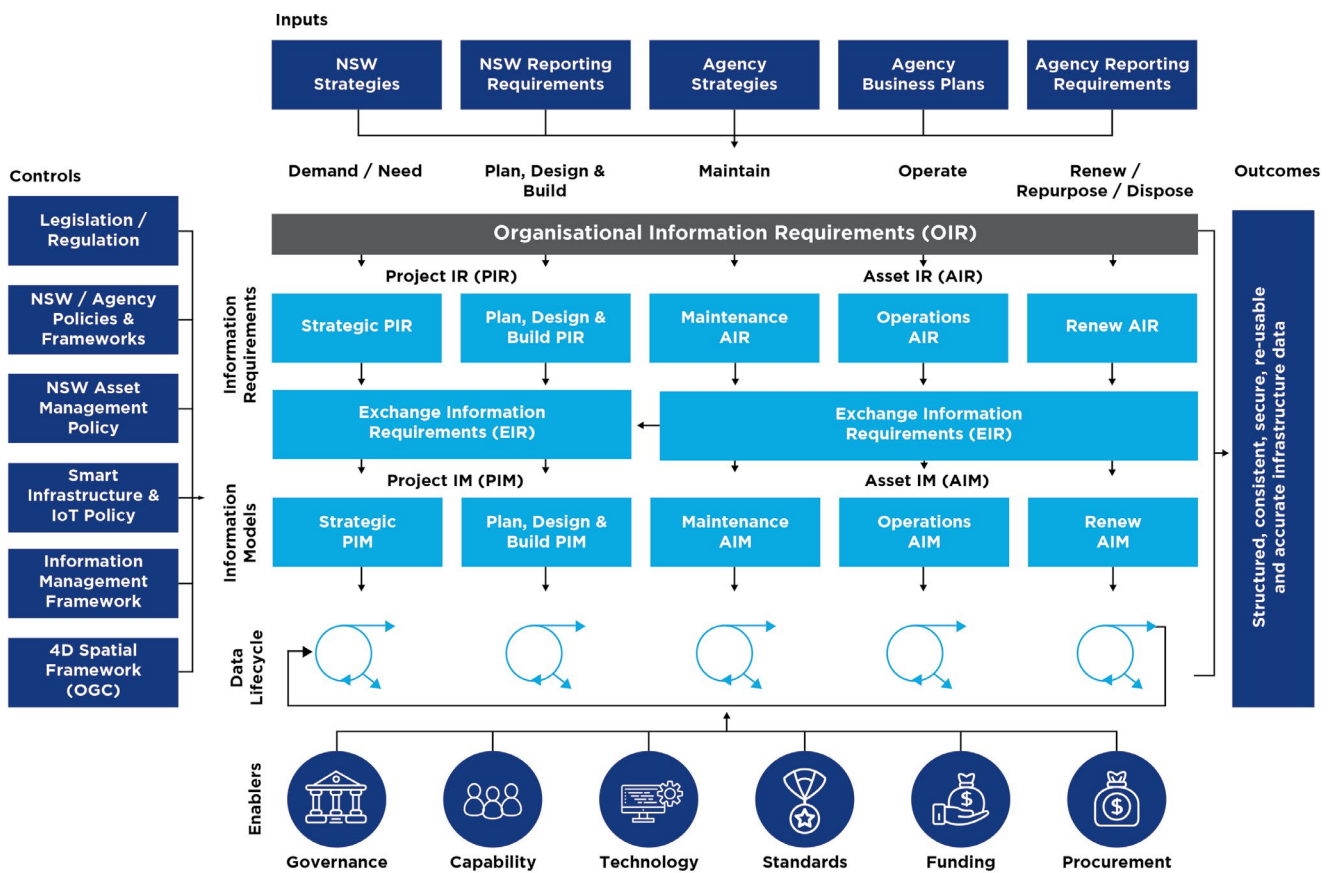 Inputs
NSW
Strategies
NSW Reporting
Requirements
Agency
Strategies
Agency
Business Plans
Agency Reporting
Requirements
Demand / Need
Plan, Design &
Build
Maintain
Operate
Renew /
Repurpose / Dispose
Controls
Legislation /
Regulation
NSW / Agency
Policies &
Frameworks
NSW Asset
Management
Policy
Smart
Infrastructure &
IoT Policy
Information
Management
Framework
4D Spatial
Framework
(OGC)
Organisational Information Requirements (OIR)
Information
Requirements
Project IR (PIR)
Asset IR (AIR)
Strategic PIR
Plan, Design &
Build PIR
Maintenance
AIR
Operations
AIR
Renew AIR
Exchange Information
Requirements (EIR)
Exchange Information
Requirements (EIR)
Information
Models
Project IM (PIM)
Asset IM (AIM)
Strategic
PIM
Plan, Design &
Build PIM
Maintenance
AIM
Operations
AIM
Renew
AIM
Data
Lifecycle
Outcomes
Structured, consistent, secure, re-usable
and accurate infrastructure data
Enablers
$
$
Governance
Capability
Technology
Standards
Funding
Procurement